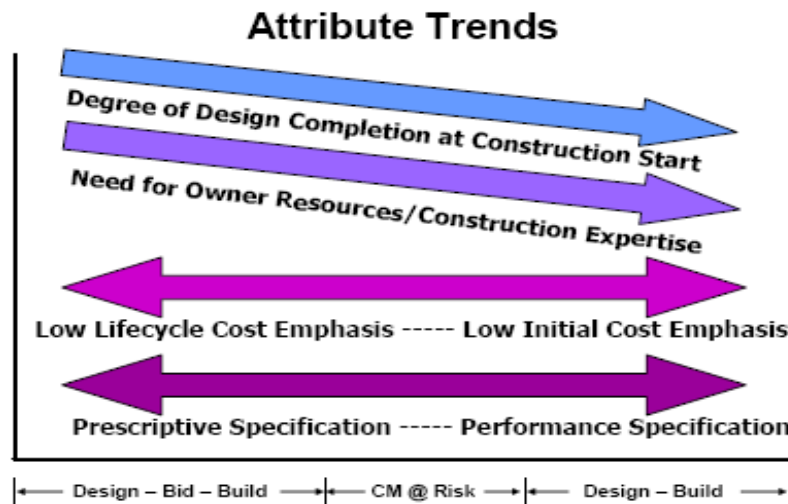 Attribute Trends
Degree of Design Completion at Construction Start
Need for Owner Resources/Construction Expertise
Low Lifecycle Cost Emphasis ----- Low Initial Cost Emphasis
Prescriptive Specification ----- Performance Specification
Design – Bid – Build CM @ Risk Design – Build